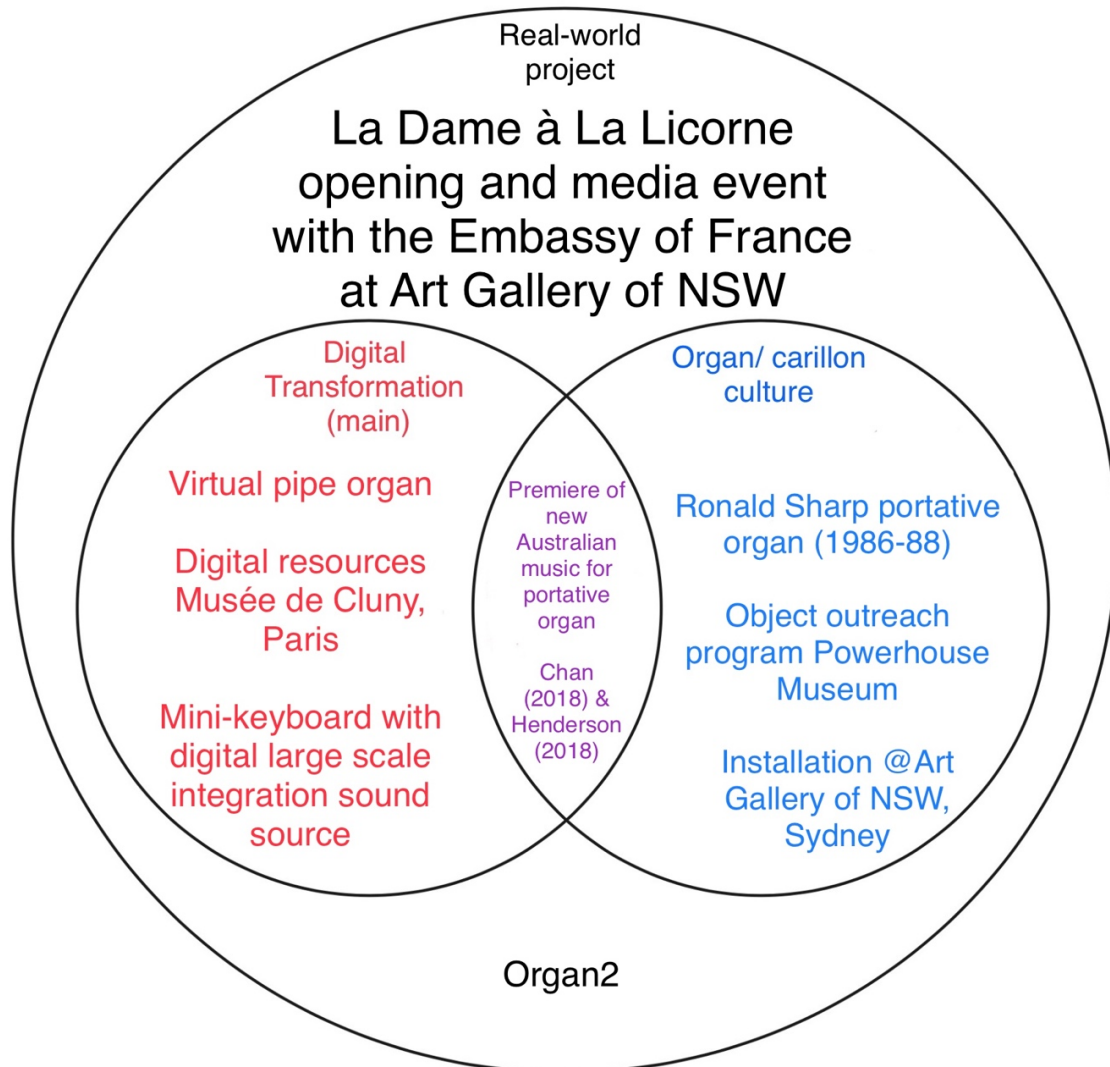 Real-world
project
La Dame à La Licorne
opening and media event
with the Embassy of France
at Art Gallery of NSW
Digital
Transformation
(main)
Virtual pipe organ
Digital resources
Musée de Cluny,
Paris
Mini-keyboard with
digital large scale
integration sound
source
Premiere of
new
Australian
music for
portative
organ
Chan
(2018) &
Henderson
(2018)
Organ/ carillon
culture
Ronald Sharp portative
organ (1986-88)
Object outreach
program Powerhouse
Museum
Installation @Art
Gallery of NSW,
Sydney
Organ2